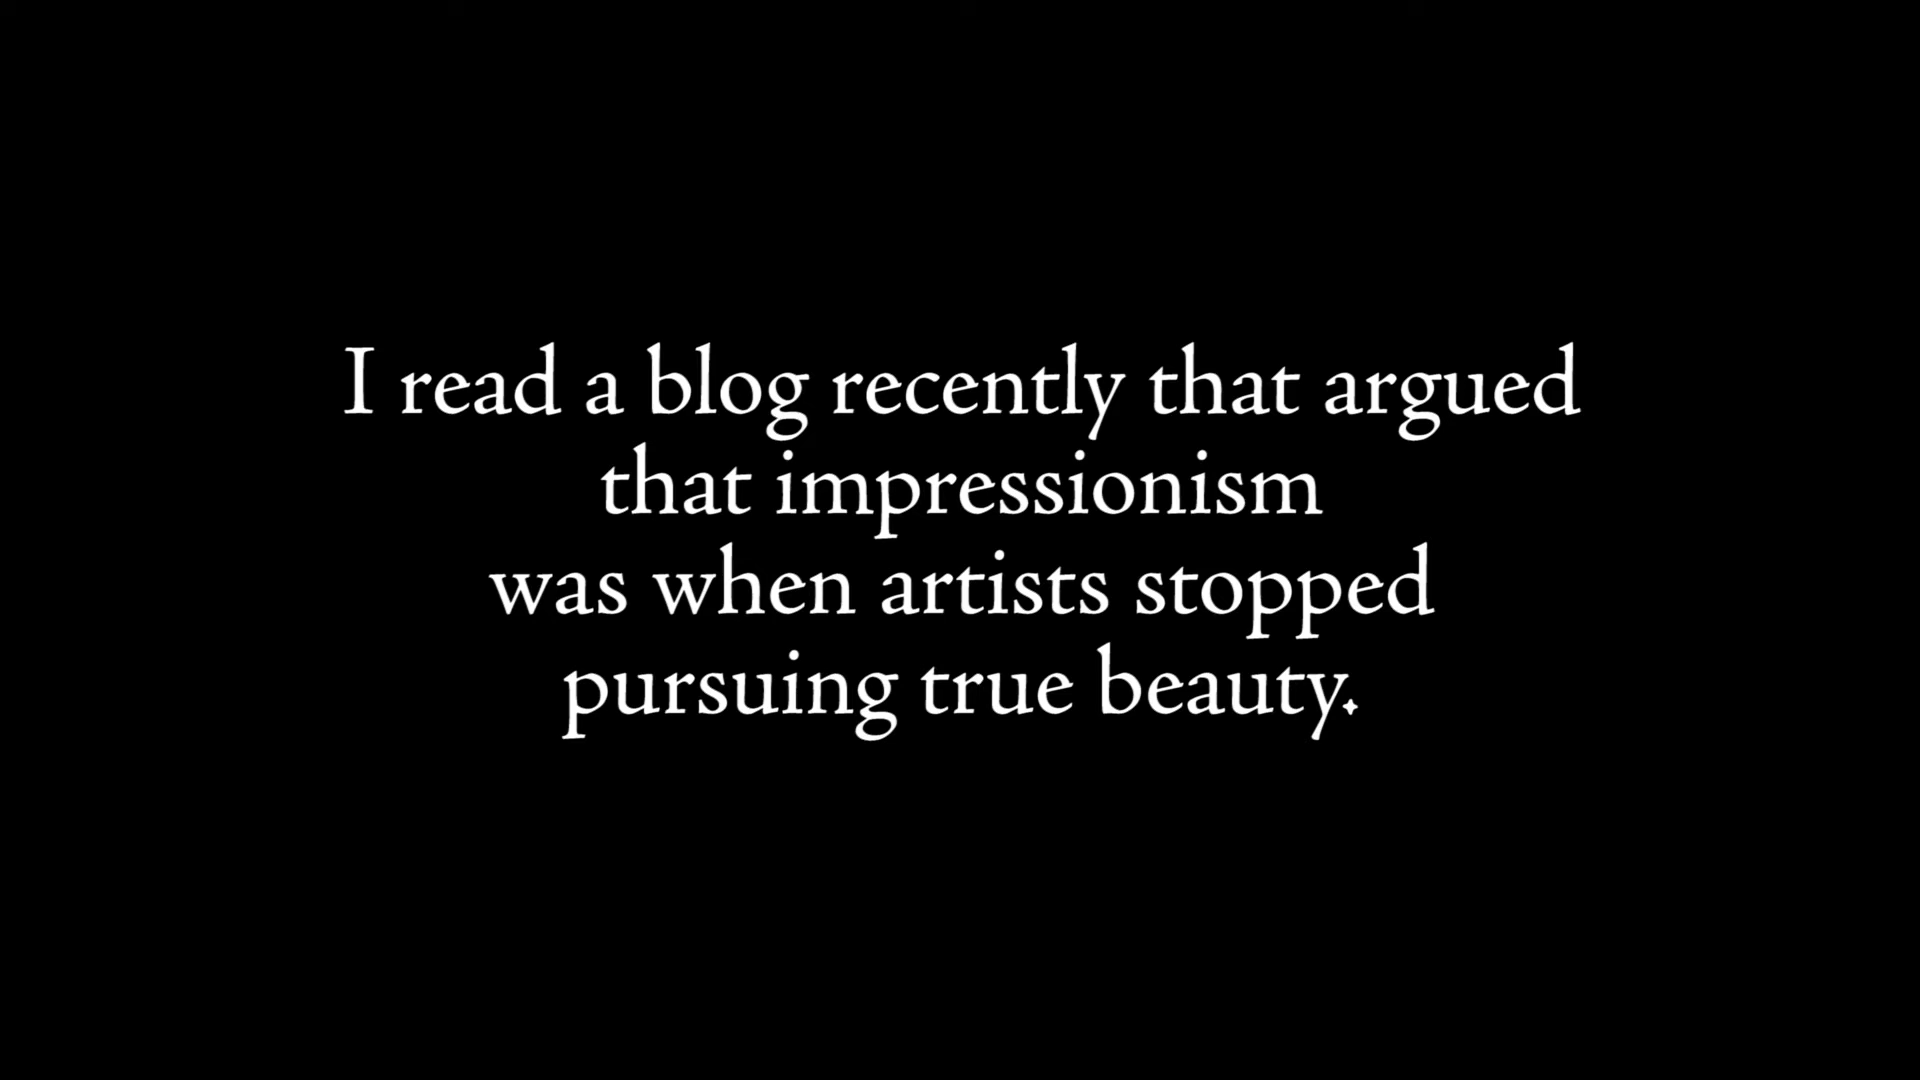 I read a blog recently that argued
that impressionism
was when artists stopped
pursuing true beauty.